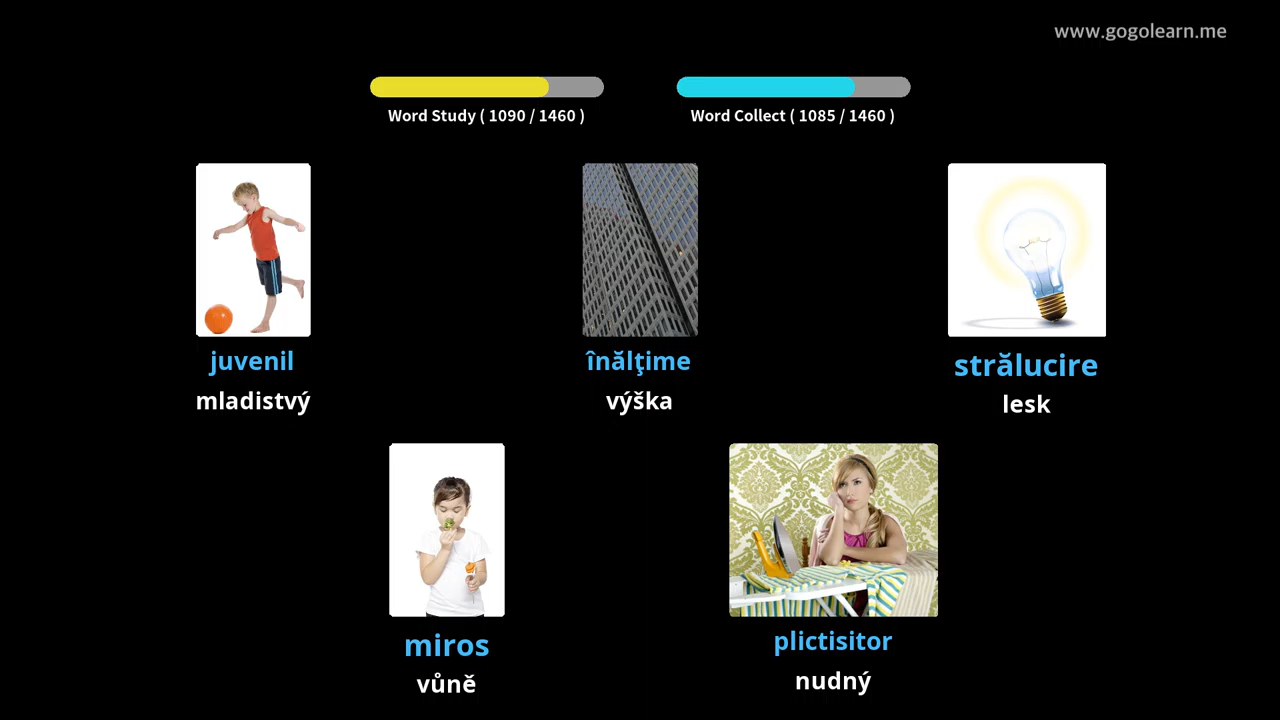 www.gogolearn.me
Word Study ( 1090 / 1460 )
Word Collect ( 1085 / 1460 )
juvenil
mladistvý
înălţime
výška
strălucire
lesk
miros
vůně
plictisitor
nudný